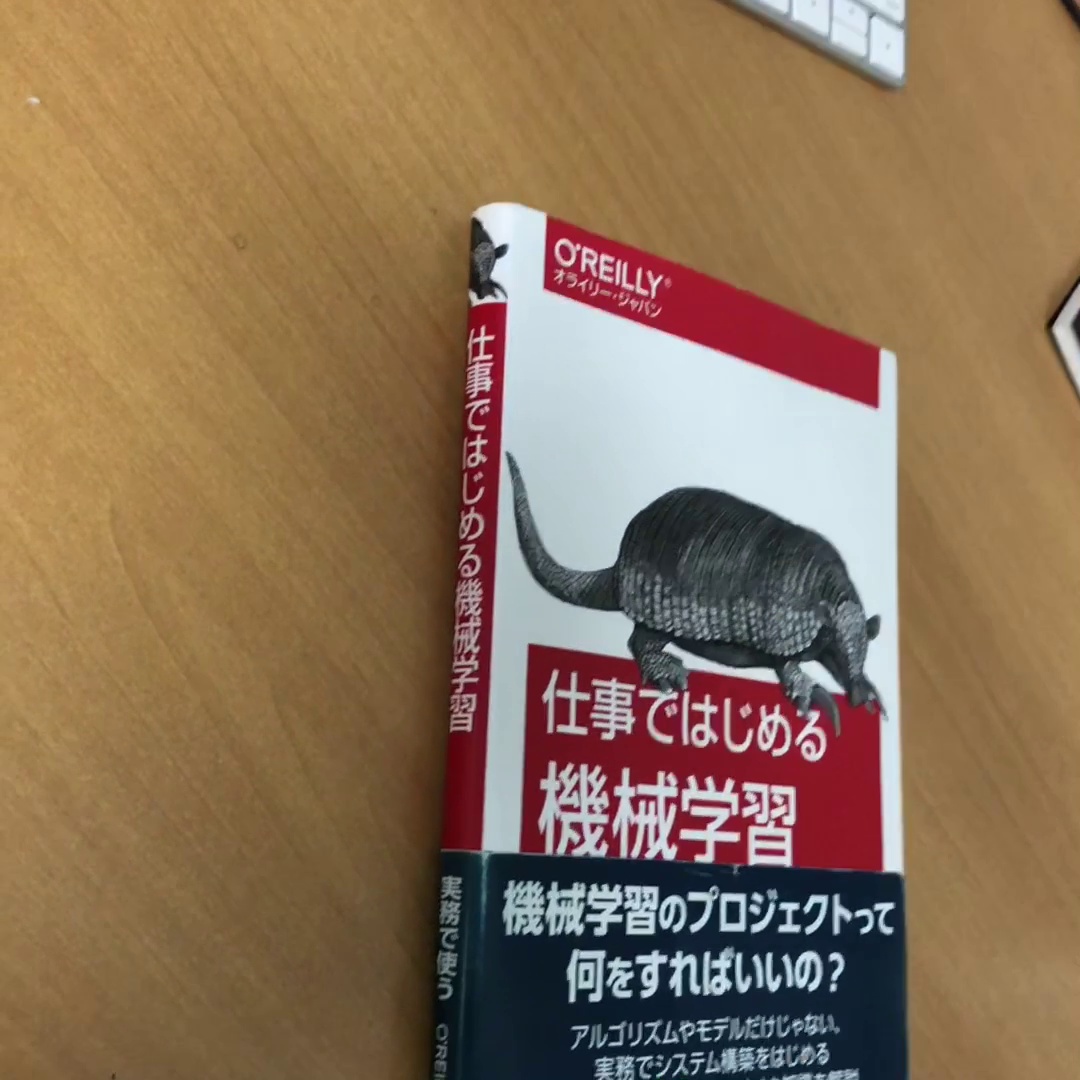 O'REILLY®
オライリー・ジャパン
仕事ではじめる機械学習
仕事ではじめる
機械学習
機械学習のプロジェクトって
何をすればいいの？
アルゴリズムやモデルだけじゃない。
実務でシステム構築をはじめる
実務で使う